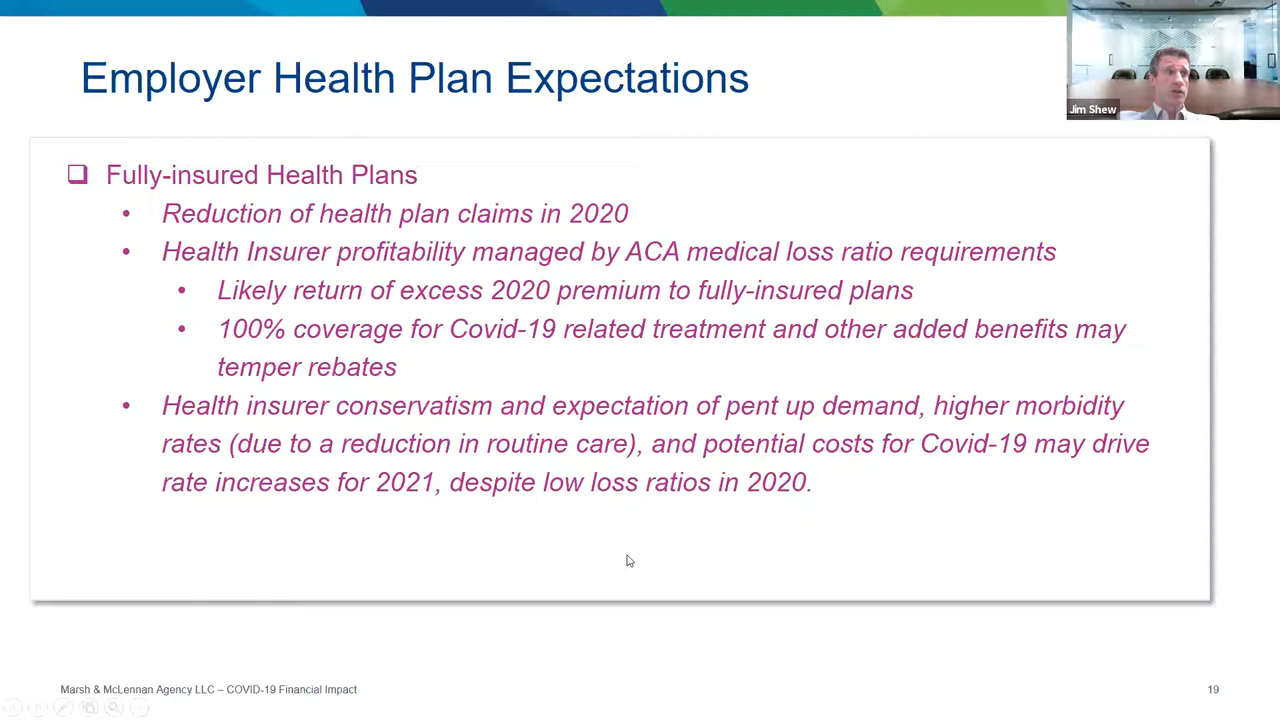 Employer Health Plan Expectations
Jim Shew
❑ Fully-insured Health Plans
• Reduction of health plan claims in 2020
• Health Insurer profitability managed by ACA medical loss ratio requirements
• Likely return of excess 2020 premium to fully-insured plans
• 100% coverage for Covid-19 related treatment and other added benefits may
temper rebates
• Health insurer conservatism and expectation of pent up demand, higher morbidity
rates (due to a reduction in routine care), and potential costs for Covid-19 may drive
rate increases for 2021, despite low loss ratios in 2020.
Marsh & McLennan Agency LLC – COVID-19 Financial Impact
19